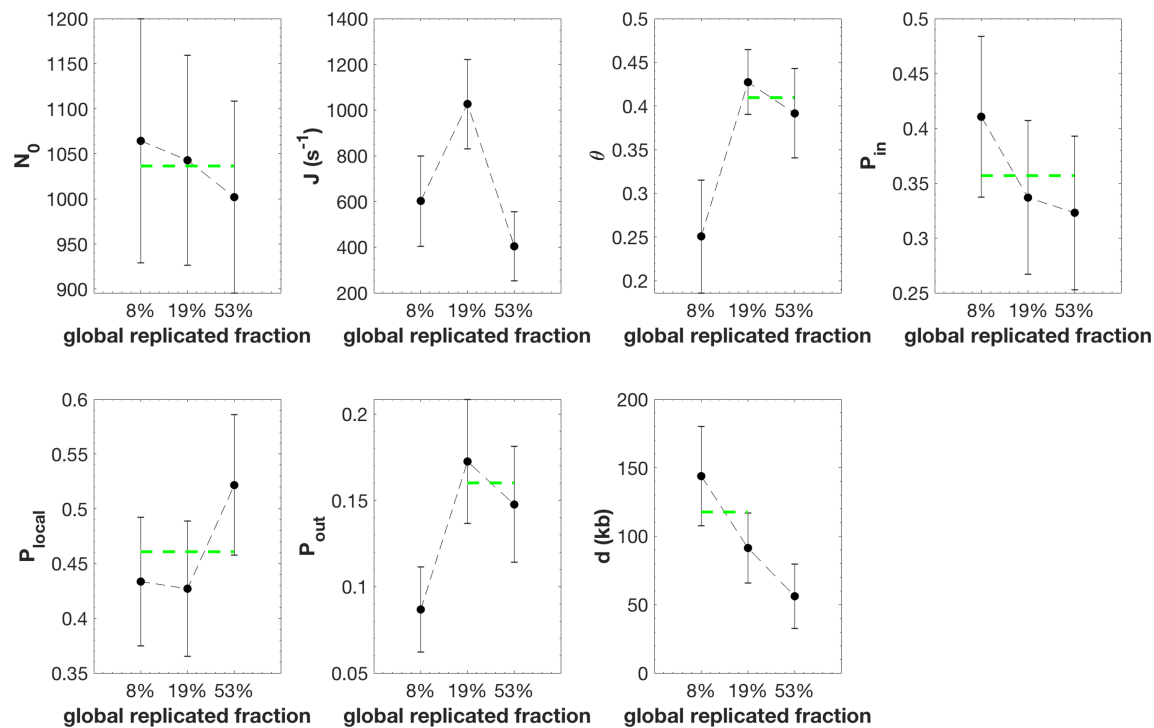 1200
1150
1100
1050
1000
950
900
N0
8% 19% 53%
global replicated fraction
1400
1200
1000
800
600
400
200
J (s-1)
8% 19% 53%
global replicated fraction
0.5
0.45
0.4
0.35
0.3
0.25
0.2
θ
8% 19% 53%
global replicated fraction
0.5
0.45
0.4
0.35
0.3
0.25
Pin
8% 19% 53%
global replicated fraction
0.6
0.55
0.5
0.45
0.4
0.35
Plocal
8% 19% 53%
global replicated fraction
0.2
0.15
0.1
0.05
Pout
8% 19% 53%
global replicated fraction
200
150
100
50
0
d (kb)
8% 19% 53%
global replicated fraction